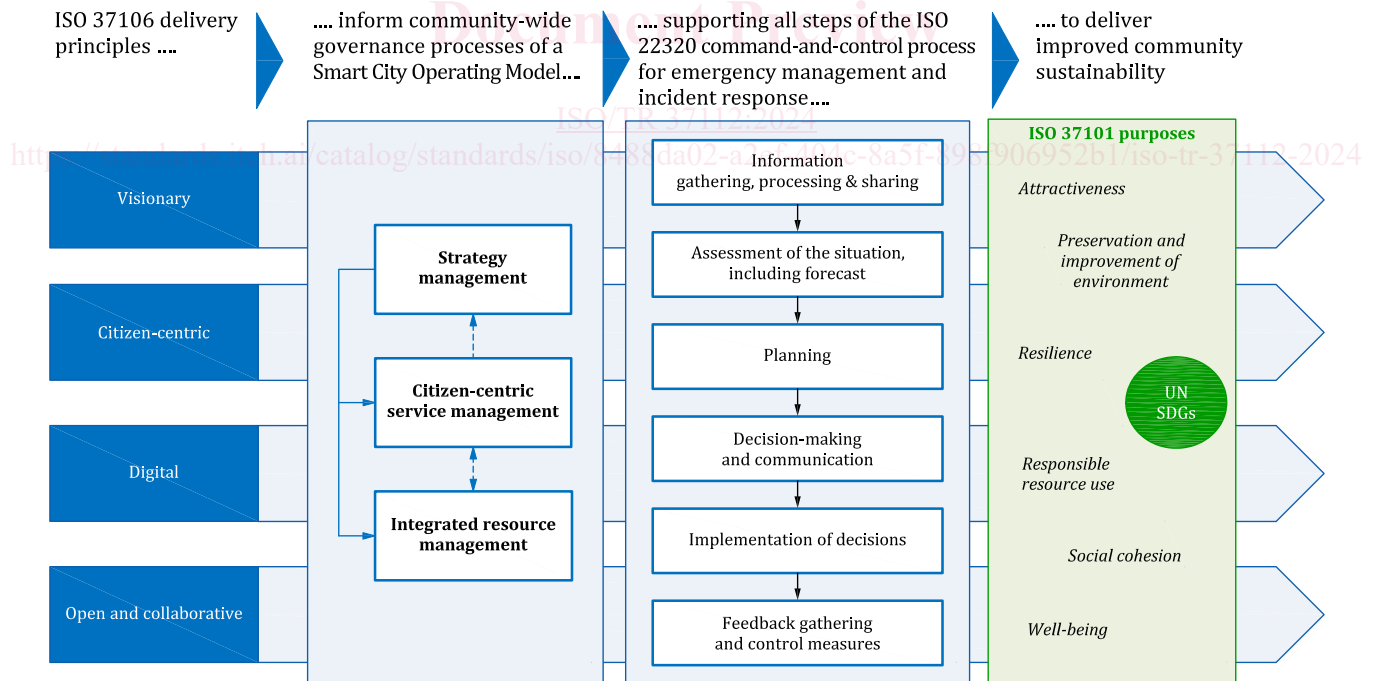 Document Preview
ISO 37106 delivery
principles ....
.... inform community-wide
governance processes of a
Smart City Operating Model....
.... supporting all steps of the ISO
22320 command-and-control process
for emergency management and
incident response....
.... to deliver
improved community
sustainability
ISO/TR 37112:2024
Visionary
Citizen-centric
Digital
Open and collaborative
Strategy
management
Citizen-centric
service management
Integrated resource
management
Information
gathering, processing & sharing
Assessment of the situation,
including forecast
Planning
Decision-making
and communication
Implementation of decisions
Feedback gathering
and control measures
ISO 37101 purposes
Attractiveness
Preservation and
improvement of
environment
Resilience
UN
SDGs
Responsible
resource use
Social cohesion
Well-being